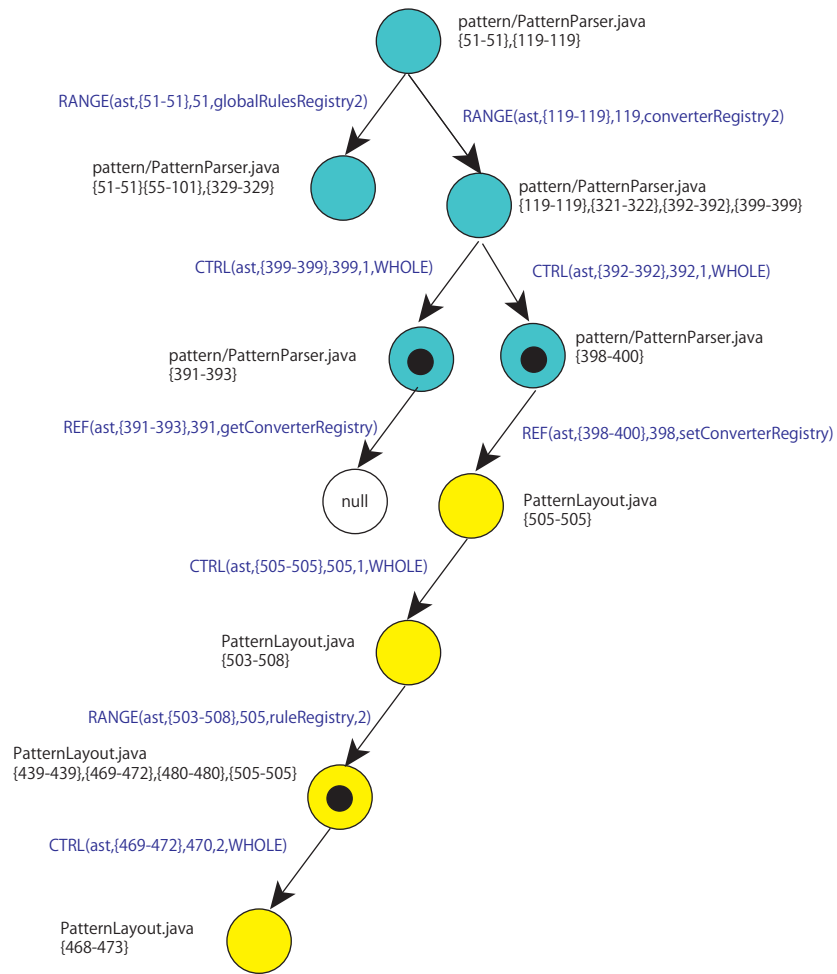 pattern/PatternParser.java
{51-51},{119-119}
RANGE(ast,{51-51},51,globalRulesRegistry2)
RANGE(ast,{119-119},119,converterRegistry2)
pattern/PatternParser.java
{51-51}{55-101},{329-329}
pattern/PatternParser.java
{119-119},{321-322},{392-392},{399-399}
CTRL(ast,{399-399},399,1,WHOLE)
CTRL(ast,{392-392},392,1,WHOLE)
pattern/PatternParser.java
{391-393}
pattern/PatternParser.java
{398-400}
REF(ast,{391-393},391,getConverterRegistry)
REF(ast,{398-400},398,setConverterRegistry)
null
PatternLayout.java
{505-505}
CTRL(ast,{505-505},505,1,WHOLE)
PatternLayout.java
{503-508}
RANGE(ast,{503-508},505,ruleRegistry,2)
PatternLayout.java
{439-439},{469-472},{480-480},{505-505}
CTRL(ast,{469-472},470,2,WHOLE)
PatternLayout.java
{468-473}